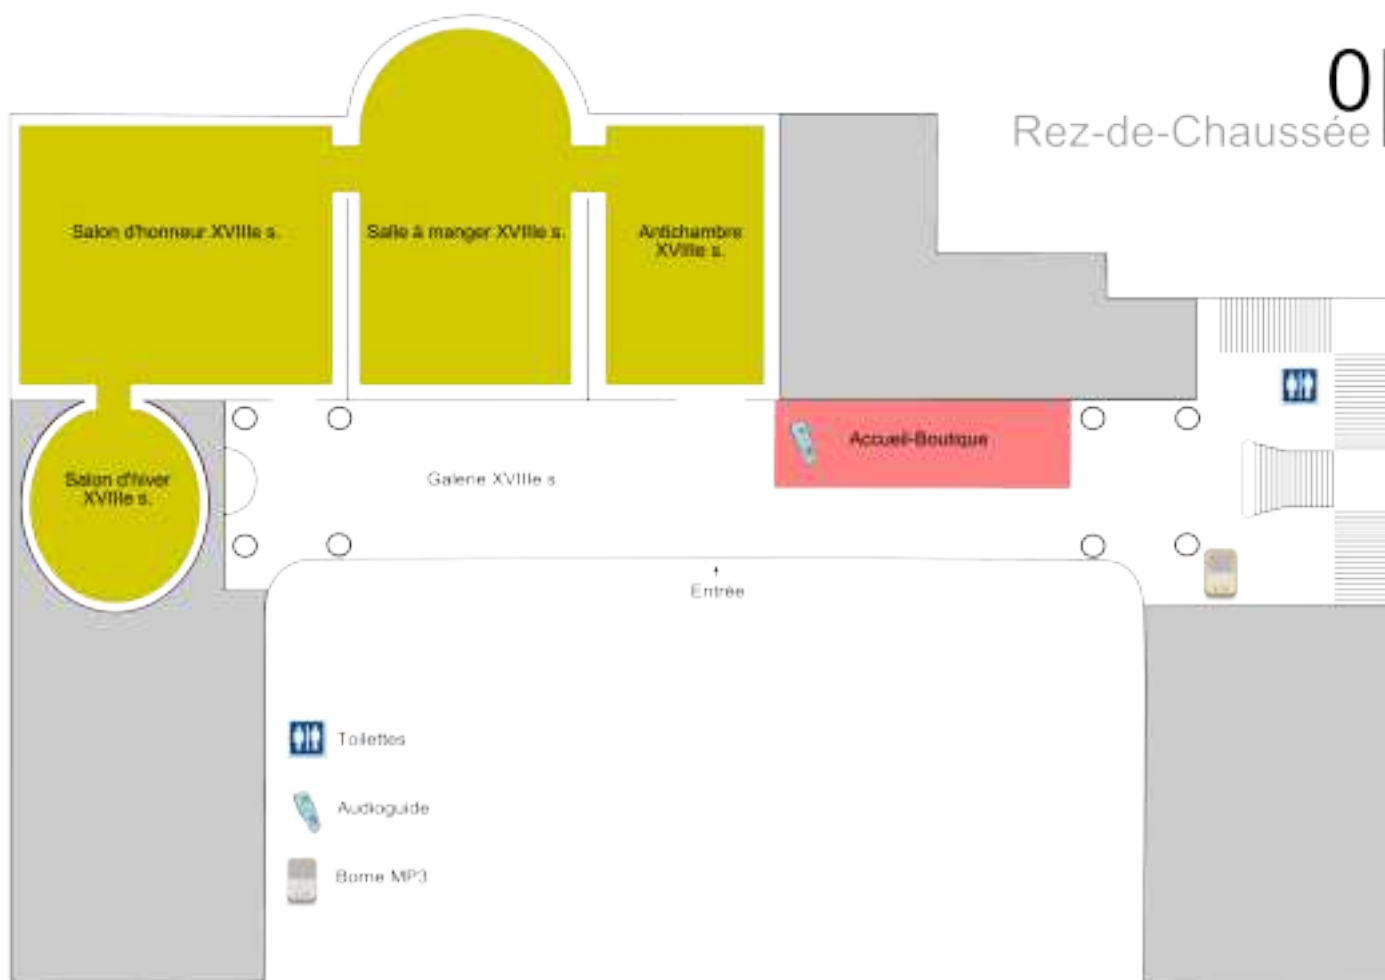 0
Rez-de-Chaussée
Salon d'honneur XVIIIe s.
Salle à manger XVIIIe s.
Antichambre
XVIIIe s.
Accueil-Boutique
Salon d'hiver
XVIIIe s.
Galerie XVIIIe s.
Entrée
Toilettes
Audioguide
Borne MP3